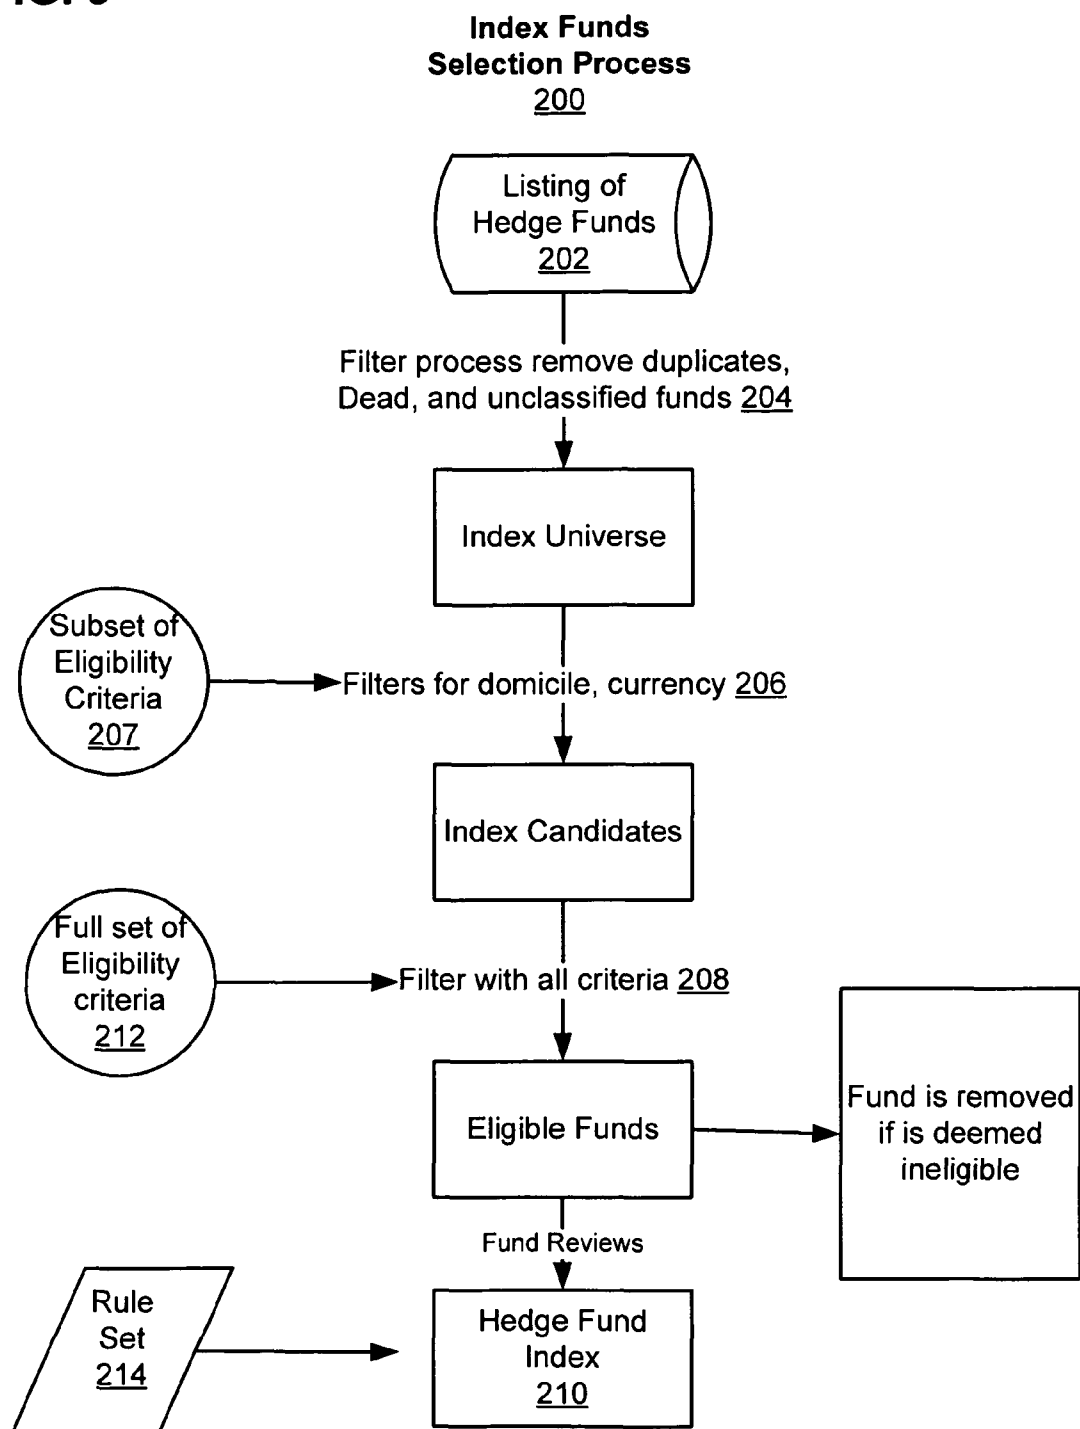 Index Funds
Selection Process
200
Listing of
Hedge Funds
202
Filter process remove duplicates,
Dead, and unclassified funds 204
Index Universe
Subset of
Eligibility
Criteria
207
Filters for domicile, currency 206
Index Candidates
Full set of
Eligibility
criteria
212
Filter with all criteria 208
Eligible Funds
Fund is removed
if is deemed
ineligible
Fund Reviews
Rule
Set
214
Hedge Fund
Index
210